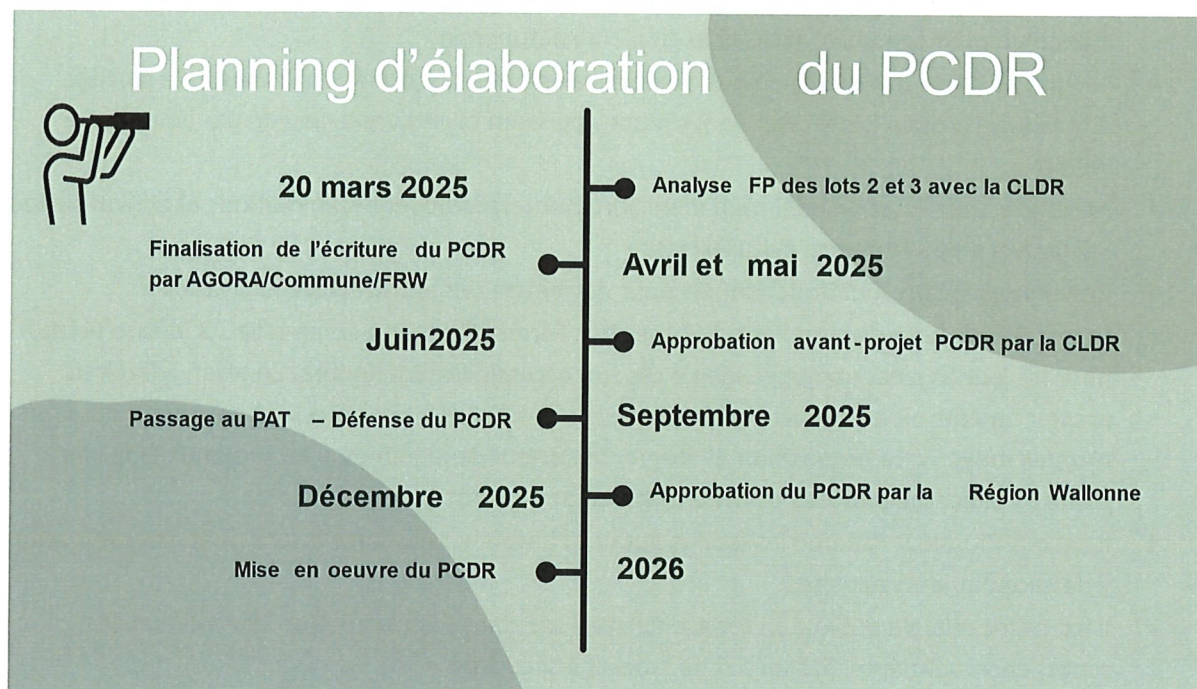 Planning d'élaboration du PCDR
20 mars 2025
Analyse FP des lots 2 et 3 avec la CLDR
Finalisation de l'écriture du PCDR
par AGORA/Commune/FRW
Avril et mai 2025
Juin2025
Approbation avant-projet PCDR par la CLDR
Passage au PAT – Défense du PCDR
Septembre 2025
Décembre 2025
Approbation du PCDR par la Région Wallonne
Mise en oeuvre du PCDR
2026